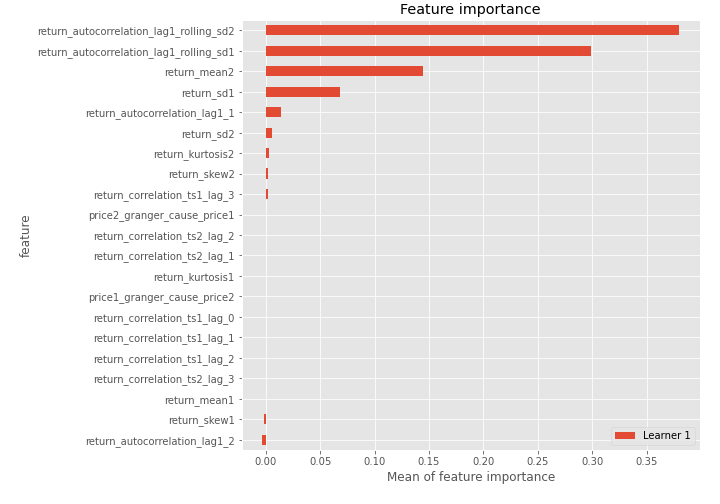 Feature importance
return_autocorrelation_lag1_rolling_sd2
return_autocorrelation_lag1_rolling_sd1
return_mean2
return_sd1
return_autocorrelation_lag1_1
return_sd2
return_kurtosis2
return_skew2
return_correlation_ts1_lag_3
price2_granger_cause_price1
return_correlation_ts2_lag_2
return_correlation_ts2_lag_1
return_kurtosis1
price1_granger_cause_price2
return_correlation_ts1_lag_0
return_correlation_ts1_lag_1
return_correlation_ts1_lag_2
return_correlation_ts2_lag_3
return_mean1
return_skew1
return_autocorrelation_lag1_2
feature
Learner 1
0.00 0.05 0.10 0.15 0.20 0.25 0.30 0.35
Mean of feature importance